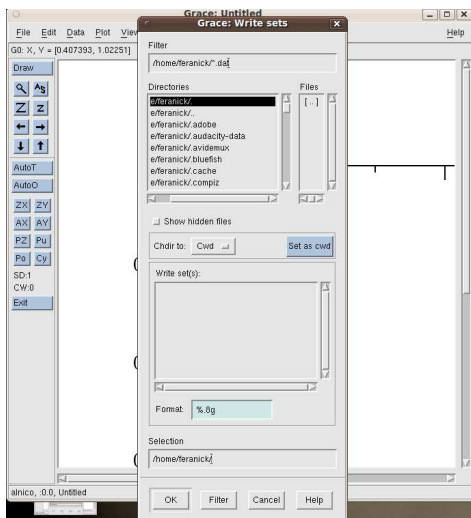 Grace: Untitled
Grace: Write sets
File Edit Data Plot View
Help
G0: X, Y = [0.407393, 1.02251]
Draw
AS
Z z
AutoT
AutoO
ZX ZY
AX AY
PZ Pu
Po Cy
SD:1
CW:0
Exit
Filter
/home/feranick/*.dat
Directories
Files
e/feranick/.
e/feranick/..
e/feranick/.adobe
e/feranick/.audacity-data
e/feranick/.avidemux
e/feranick/.bluefish
e/feranick/.cache
e/feranick/.compiz
[ .. ]
Show hidden files
Chdir to: Cwd
Set as cwd
Write set(s):
Format: %.8g
Selection
/home/feranick/
OK Filter Cancel Help
alnico, :0.0, Untitled